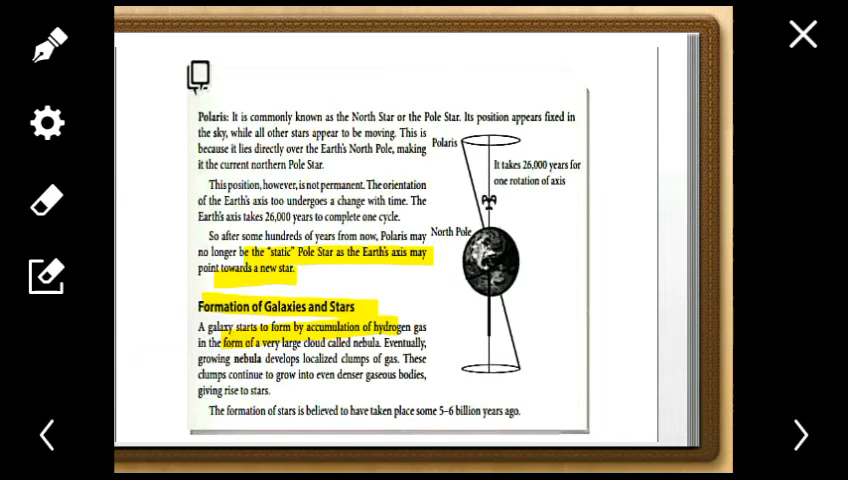 Polaris: It is commonly known as the North Star or the Pole Star. Its position appears fixed in
the sky, while all other stars appear to be moving. This is
because it lies directly over the Earth's North Pole, making
it the current northern Pole Star.
This position, however, is not permanent. The orientation
of the Earth's axis too undergoes a change with time. The
Earth's axis takes 26,000 years to complete one cycle.
So after some hundreds of years from now, Polaris may
no longer be the "static" Pole Star as the Earth's axis may
point towards a new star.
Polaris
It takes 26,000 years for
one rotation of axis
North Pole
Formation of Galaxies and Stars
A galaxy starts to form by accumulation of hydrogen gas
in the form of a very large cloud called nebula. Eventually,
growing nebula develops localized clumps of gas. These
clumps continue to grow into even denser gaseous bodies,
giving rise to stars.
The formation of stars is believed to have taken place some 5-6 billion years ago.